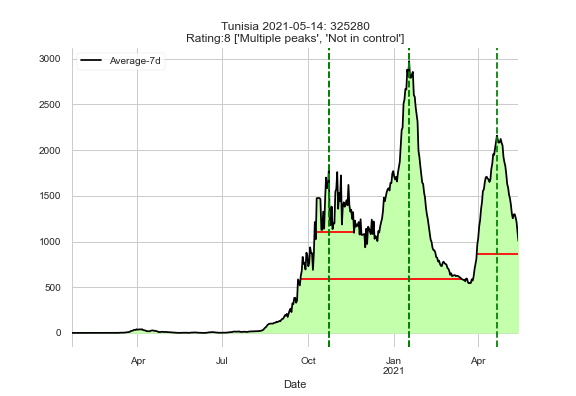 Tunisia 2021-05-14: 325280
Rating:8 ['Multiple peaks', 'Not in control']
Average-7d
3000
2500
2000
1500
1000
500
0
Apr
Jul
Oct
Jan
2021
Apr
Date